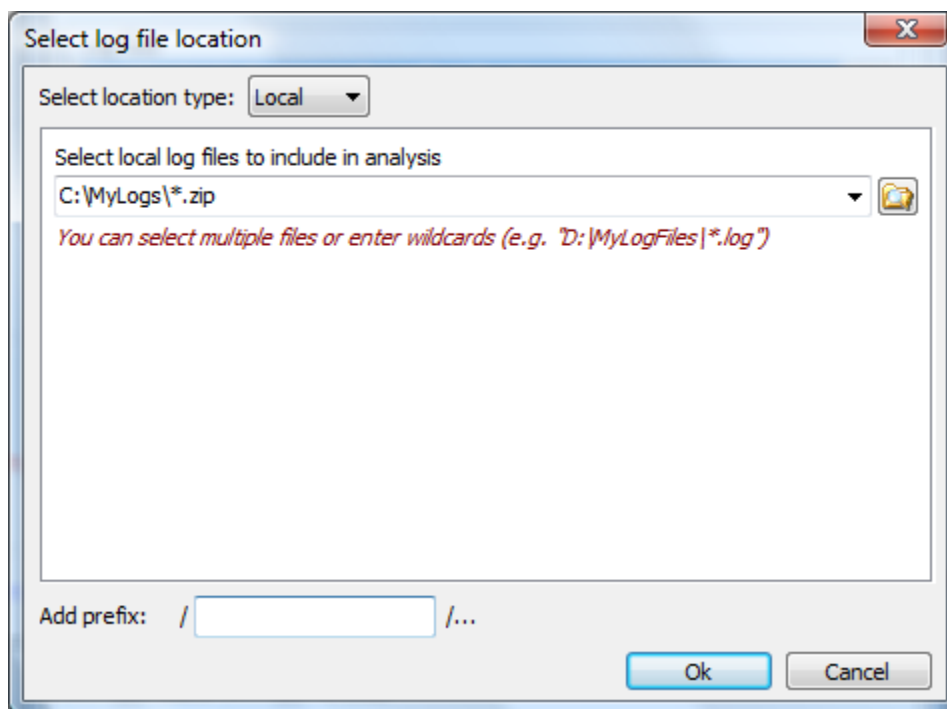 Select log file location
Select location type: Local
Select local log files to include in analysis
C:\MyLogs\*.zip
You can select multiple files or enter wildcards (e.g. "D:\MyLogFiles\*.log")
Add prefix: / /...
Ok Cancel